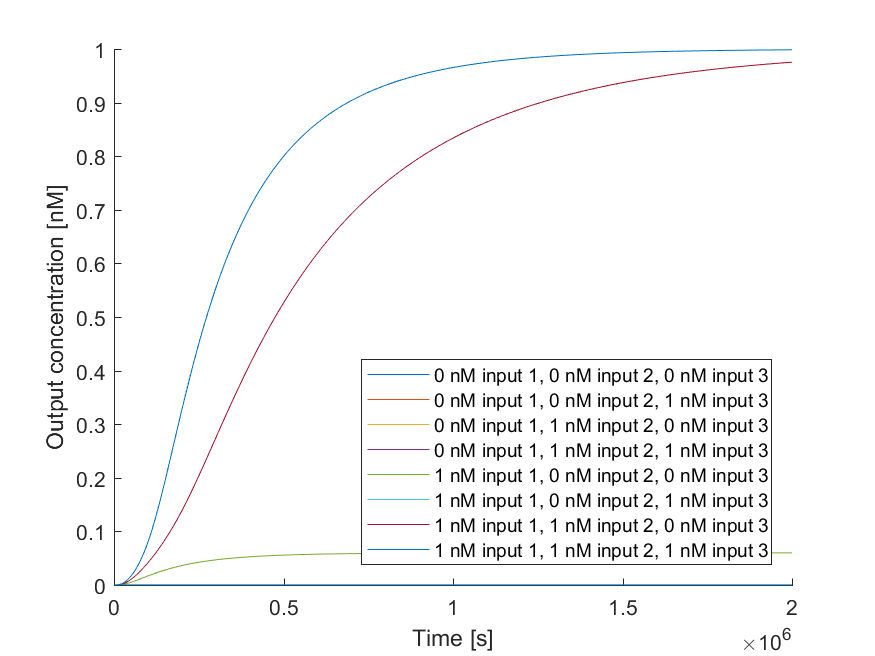 1
0.9
0.8
0.7
0.6
0.5
0.4
0.3
0.2
0.1
0
Output concentration [nM]
0 nM input 1, 0 nM input 2, 0 nM input 3
0 nM input 1, 0 nM input 2, 1 nM input 3
0 nM input 1, 1 nM input 2, 0 nM input 3
0 nM input 1, 1 nM input 2, 1 nM input 3
1 nM input 1, 0 nM input 2, 0 nM input 3
1 nM input 1, 0 nM input 2, 1 nM input 3
1 nM input 1, 1 nM input 2, 0 nM input 3
1 nM input 1, 1 nM input 2, 1 nM input 3
0 0.5 1 1.5 2
Time [s]
×10⁶